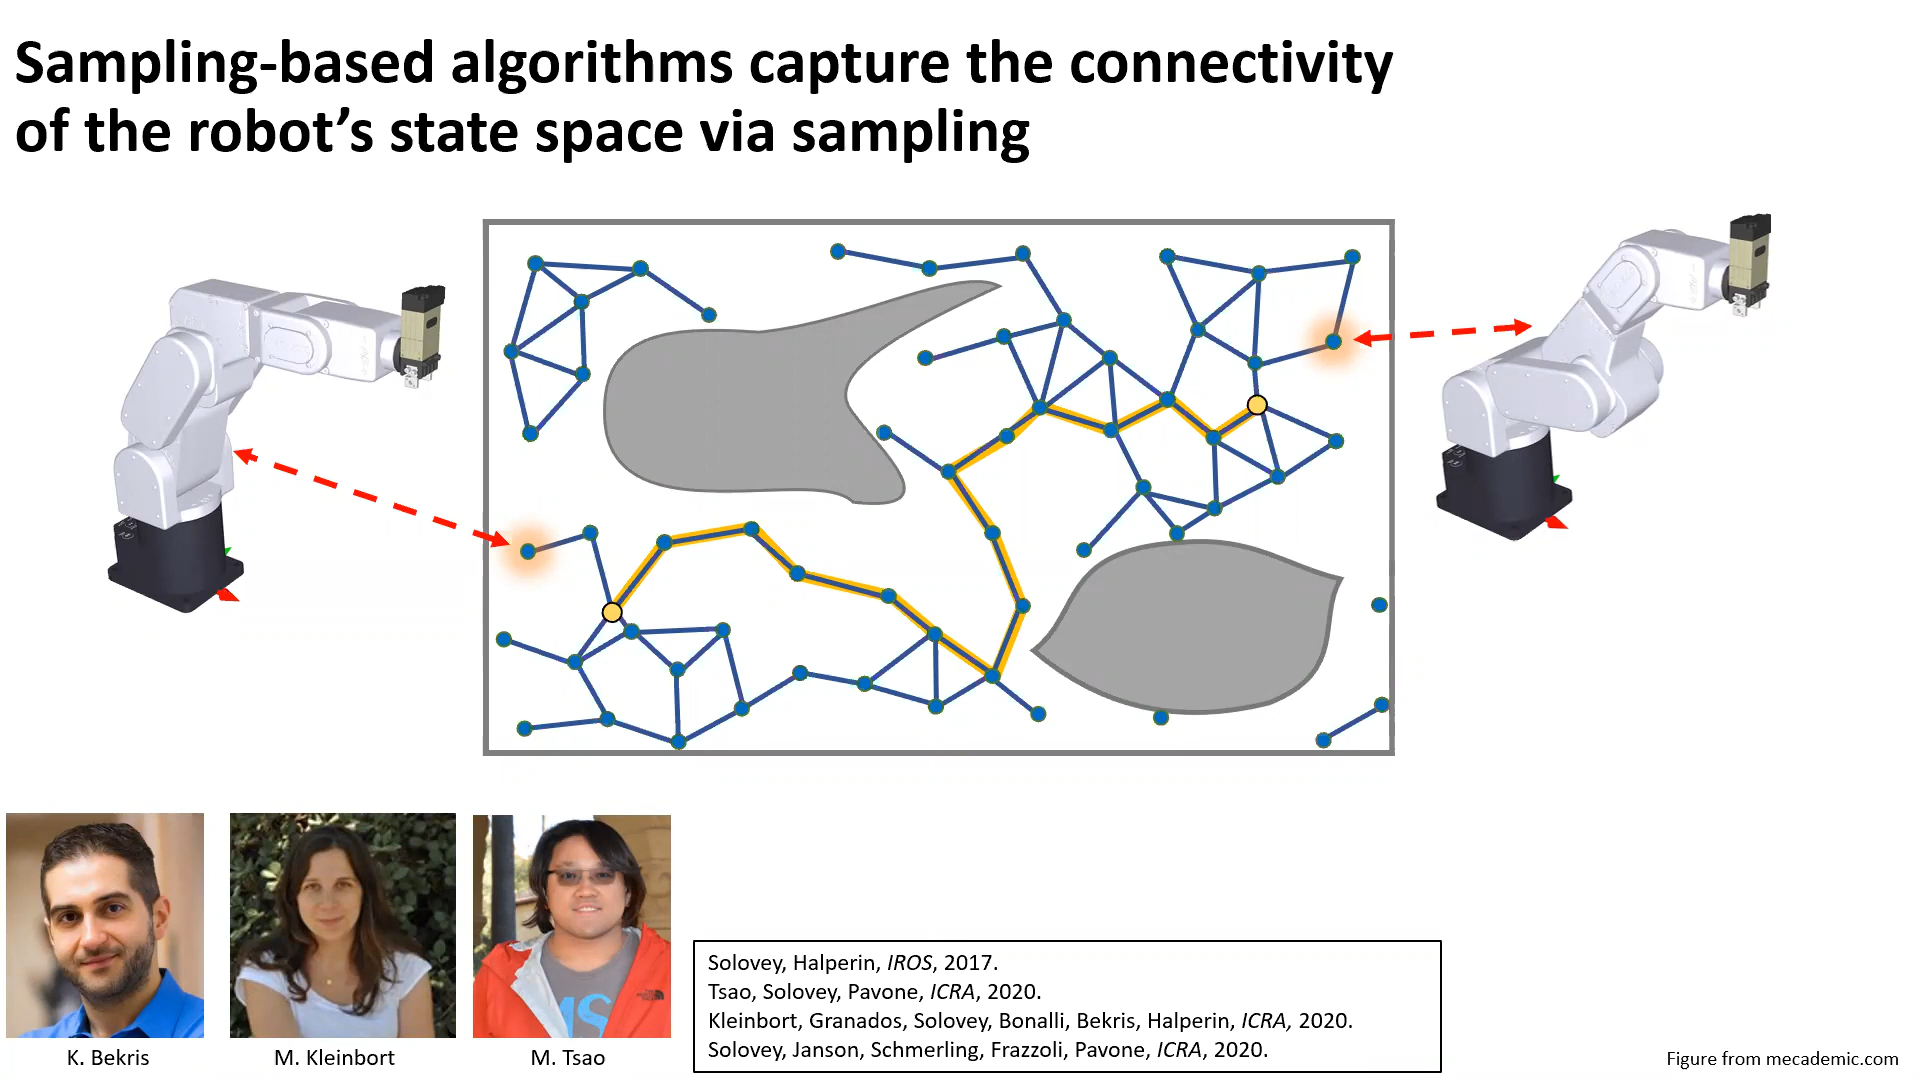 Sampling-based algorithms capture the connectivity
of the robot’s state space via sampling
K. Bekris
M. Kleinbort
M. Tsao
Solovey, Halperin, IROS, 2017.
Tsao, Solovey, Pavone, ICRA, 2020.
Kleinbort, Granados, Solovey, Bonalli, Bekris, Halperin, ICRA, 2020.
Solovey, Janson, Schmerling, Frazzoli, Pavone, ICRA, 2020.
Figure from mecademic.com